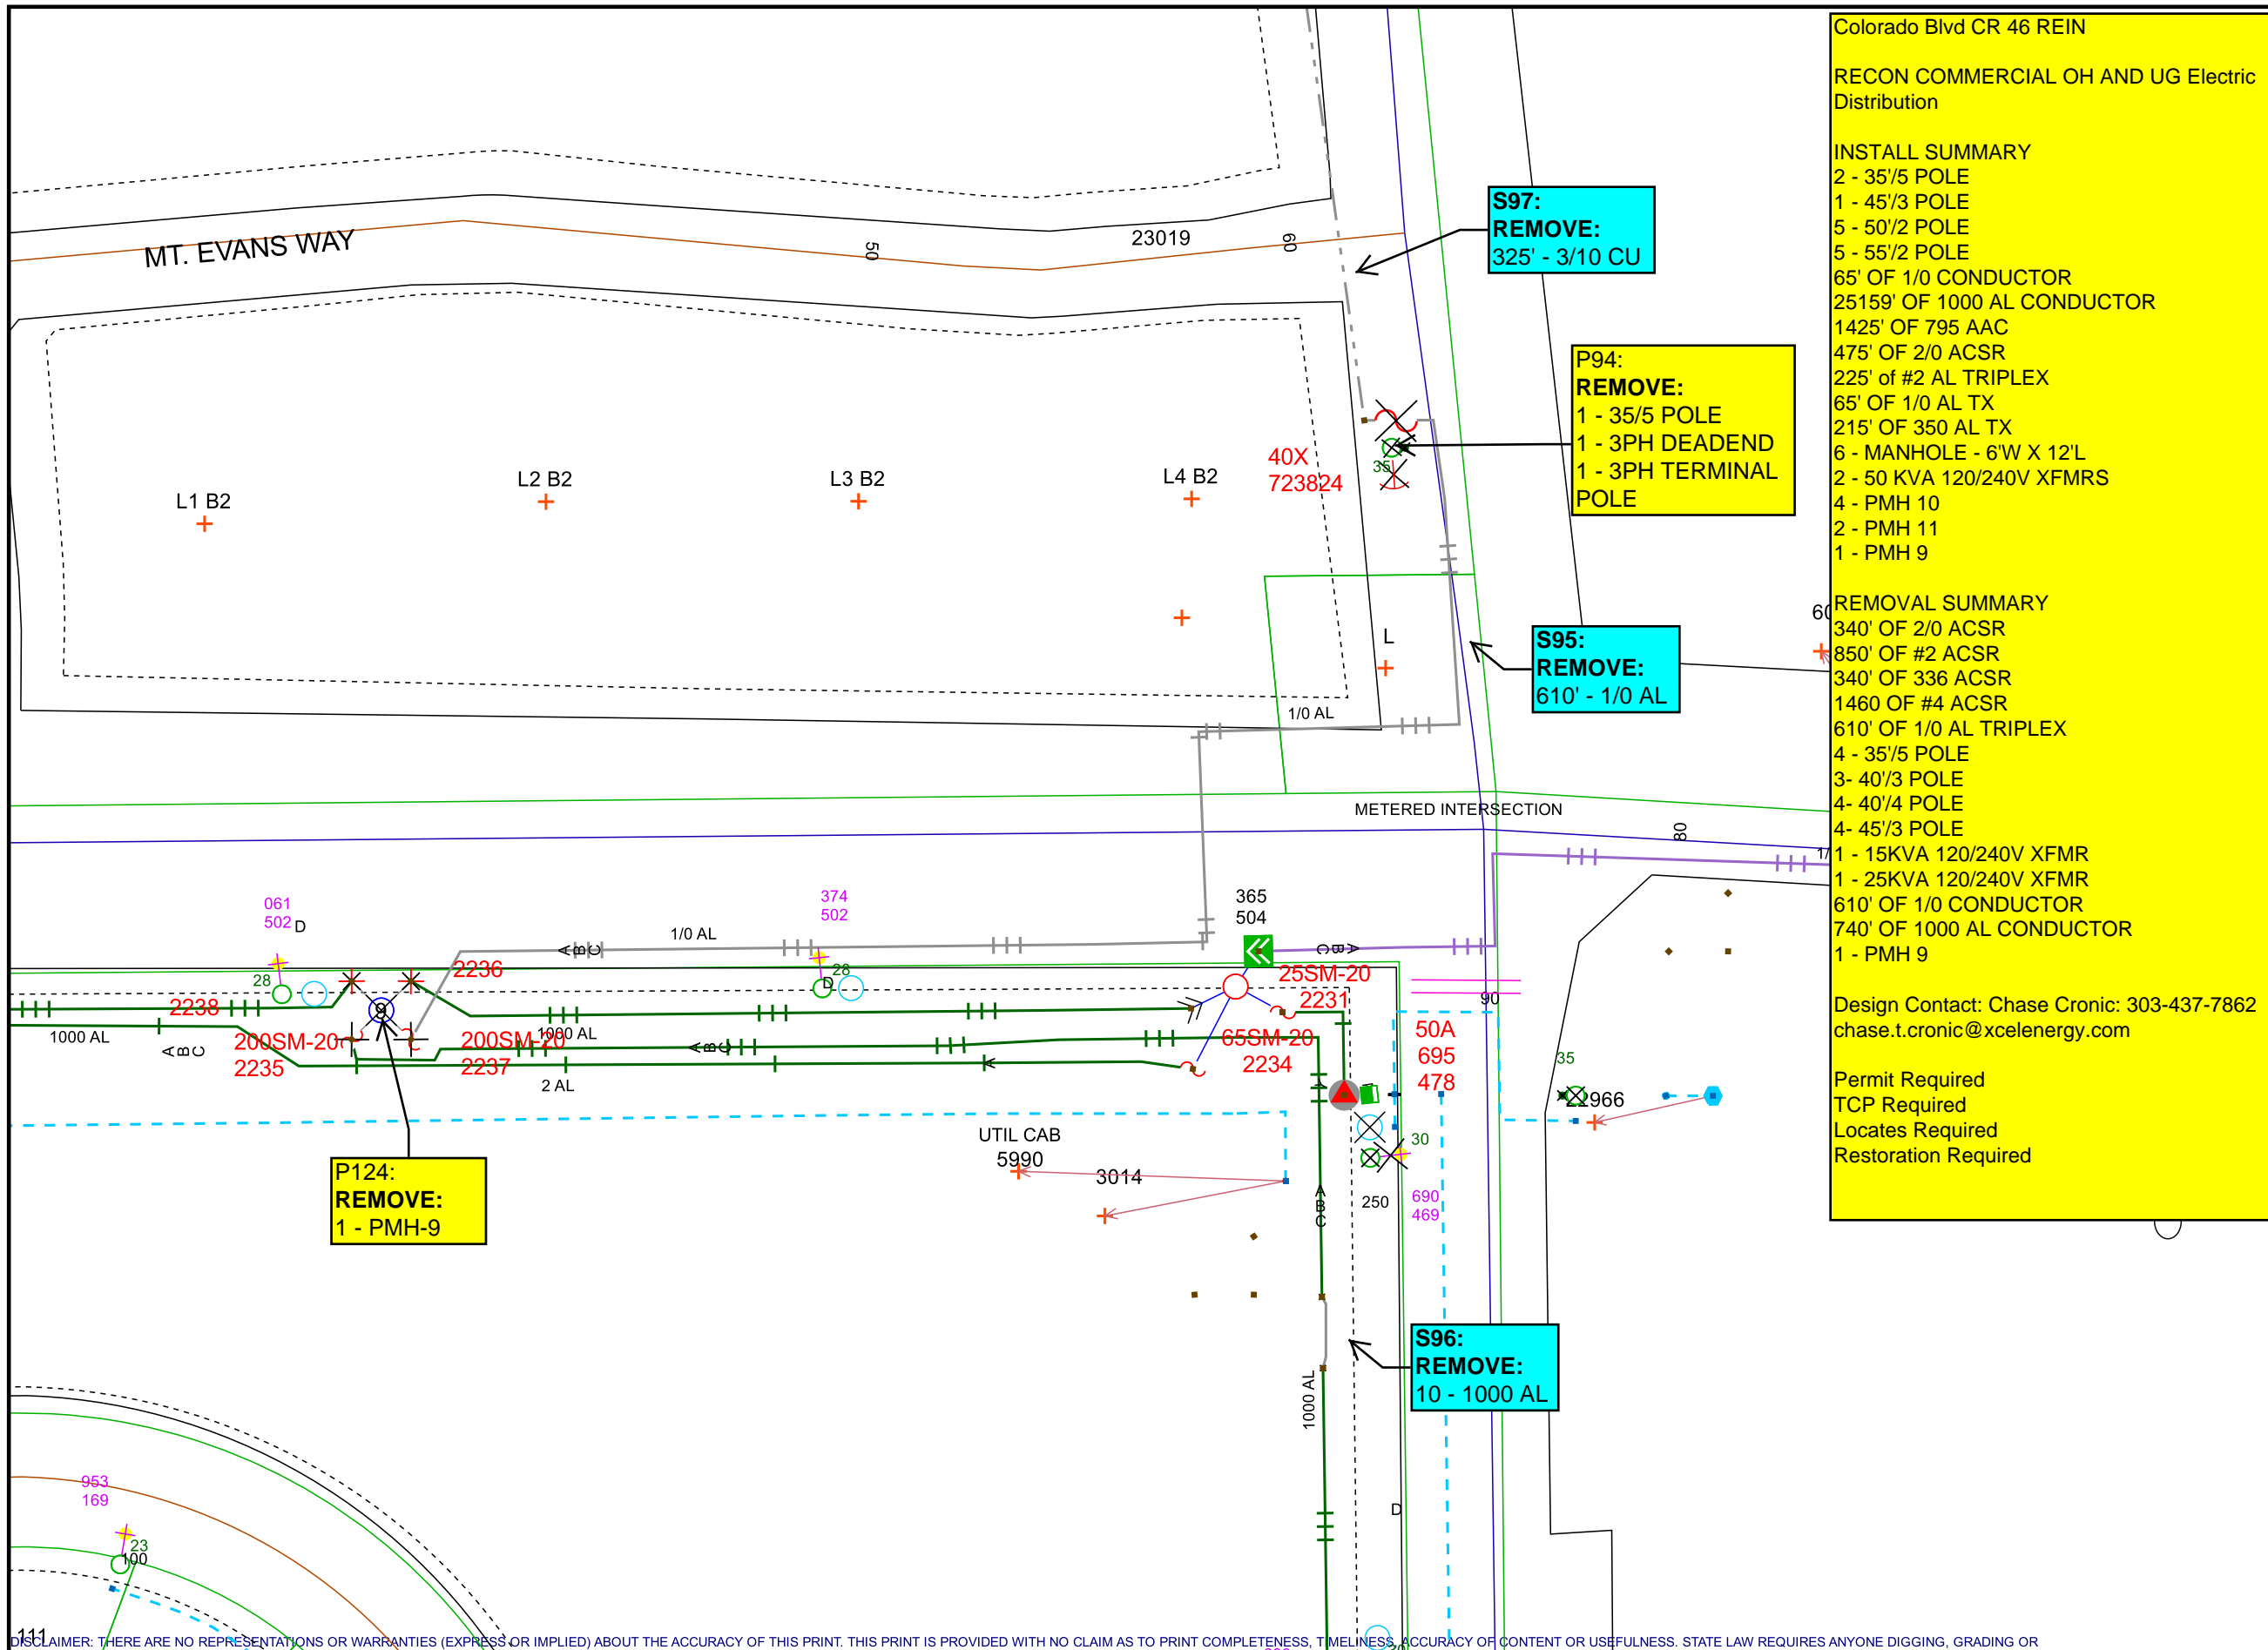 Colorado Blvd CR 46 REIN
RECON COMMERCIAL OH AND UG Electric
Distribution
INSTALL SUMMARY
2 - 35'/5 POLE
1 - 45'/3 POLE
5 - 50'/2 POLE
5 - 55'/2 POLE
65' OF 1/0 CONDUCTOR
25159' OF 1000 AL CONDUCTOR
1425' OF 795 AAC
475' OF 2/0 ACSR
225' of #2 AL TRIPLEX
65' OF 1/0 AL TX
215' OF 350 AL TX
6 - MANHOLE - 6'W X 12'L
2 - 50 KVA 120/240V XFMRS
4 - PMH 10
2 - PMH 11
1 - PMH 9
REMOVAL SUMMARY
340' OF 2/0 ACSR
850' OF #2 ACSR
340' OF 336 ACSR
1460 OF #4 ACSR
610' OF 1/0 AL TRIPLEX
4 - 35'/5 POLE
3- 40'/3 POLE
4- 40'/4 POLE
4- 45'/3 POLE
1 - 15KVA 120/240V XFMR
1 - 25KVA 120/240V XFMR
610' OF 1/0 CONDUCTOR
740' OF 1000 AL CONDUCTOR
1 - PMH 9
Design Contact: Chase Cronic: 303-437-7862
chase.t.cronic@xcelenergy.com
Permit Required
TCP Required
Locates Required
Restoration Required
MT. EVANS WAY
50
23019
60
S97:
REMOVE:
325' - 3/10 CU
P94:
REMOVE:
1 - 35/5 POLE
1 - 3PH DEADEND
1 - 3PH TERMINAL
POLE
40X
723824
35
L1 B2
L2 B2
L3 B2
L4 B2
L
60
S95:
REMOVE:
610' - 1/0 AL
1/0 AL
METERED INTERSECTION
80
1/
061
502
D
374
502
365
504
1/0 AL
A B C
A B C
28
28
D
2236
2238
9
25SM-20
2231
90
1000 AL
A B C
200SM-20
2235
200SM-20
2237
1000 AL
A B C
65SM-20
2234
50A
695
478
2 AL
A
35
966
UTIL CAB
5990
3014
30
P124:
REMOVE:
1 - PMH-9
A B C
250
690
469
S96:
REMOVE:
10 - 1000 AL
1000 AL
D
953
169
23
100
111
DISCLAIMER: THERE ARE NO REPRESENTATIONS OR WARRANTIES (EXPRESS OR IMPLIED) ABOUT THE ACCURACY OF THIS PRINT. THIS PRINT IS PROVIDED WITH NO CLAIM AS TO PRINT COMPLETENESS, TIMELINESS, ACCURACY OF CONTENT OR USEFULNESS. STATE LAW REQUIRES ANYONE DIGGING, GRADING OR